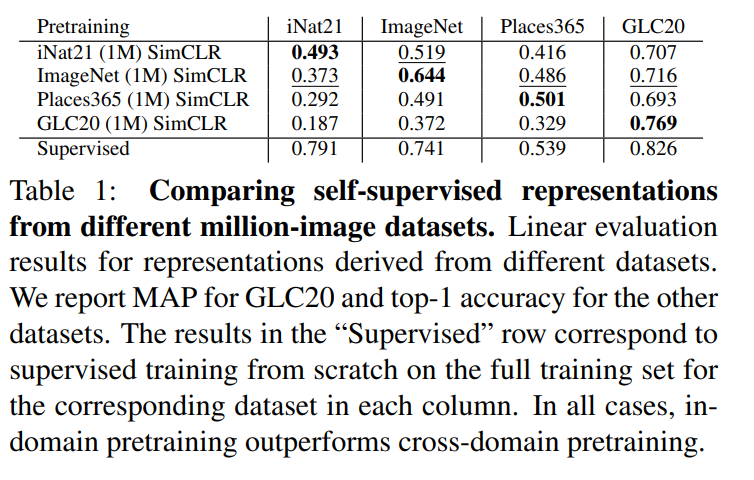 Pretraining iNat21 ImageNet Places365 GLC20
iNat21 (1M) SimCLR 0.493 0.519 0.416 0.707
ImageNet (1M) SimCLR 0.373 0.644 0.486 0.716
Places365 (1M) SimCLR 0.292 0.491 0.501 0.693
GLC20 (1M) SimCLR 0.187 0.372 0.329 0.769
Supervised 0.791 0.741 0.539 0.826
Table 1: Comparing self-supervised representations
from different million-image datasets. Linear evaluation
results for representations derived from different datasets.
We report MAP for GLC20 and top-1 accuracy for the other
datasets. The results in the “Supervised” row correspond to
supervised training from scratch on the full training set for
the corresponding dataset in each column. In all cases, in-
domain pretraining outperforms cross-domain pretraining.